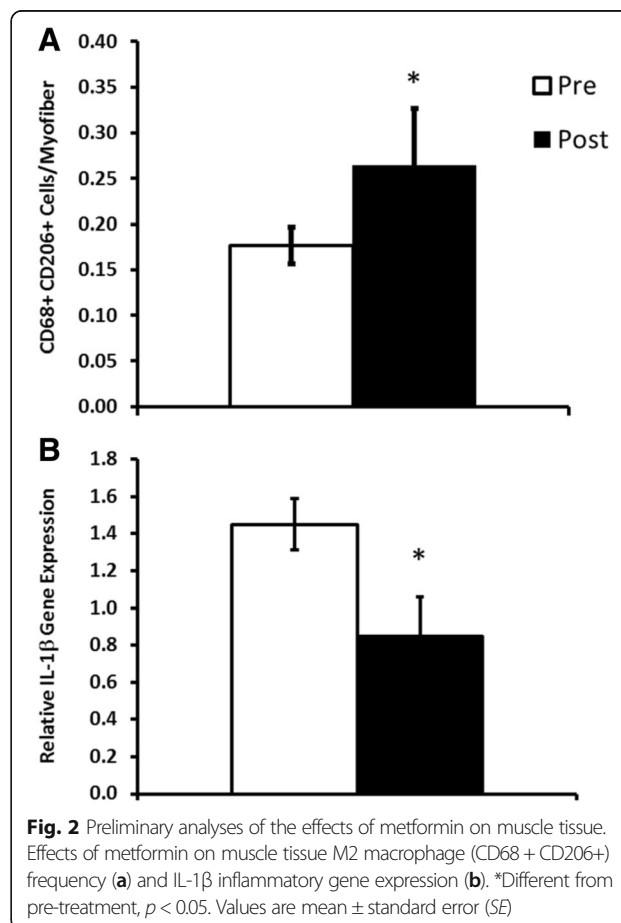 A
CD68+ CD206+ Cells/Myofiber
0.40
0.35
0.30
0.25
0.20
0.15
0.10
0.05
0.00
*
Pre
Post
B
Relative IL-1β Gene Expression
1.8
1.6
1.4
1.2
1.0
0.8
0.6
0.4
0.2
0.0
*
Fig. 2 Preliminary analyses of the effects of metformin on muscle tissue.
Effects of metformin on muscle tissue M2 macrophage (CD68 + CD206+)
frequency (a) and IL-1β inflammatory gene expression (b). *Different from
pre-treatment, p < 0.05. Values are mean ± standard error (SE)